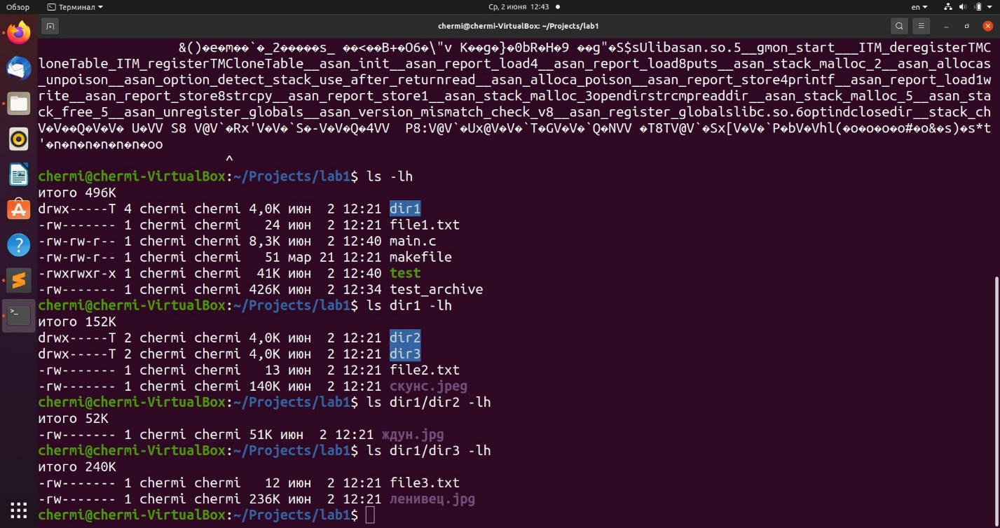 Обзор
Терминал
Ср, 2 июня 12:43
en
chermi@chermi-VirtualBox: ~/Projects/lab1
&()�e�m��`�_2�����s_ ��<��B+�O6�\"v K��g�}�0bR�H�9 ��g"�S$sUlibasan.so.5__gmon_start___ITM_deregisterTMC
loneTable_ITM_registerTMCloneTable__asan_init__asan_report_load4__asan_report_load8puts__asan_stack_malloc_2__asan_allocas
_unpoison__asan_option_detect_stack_use_after_returnread__asan_alloca_poison__asan_report_store4printf__asan_report_load1w
rite__asan_report_store8strcpy__asan_report_store1__asan_stack_malloc_3opendirstrcmpreaddir__asan_stack_malloc_5__asan_sta
ck_free_5__asan_unregister_globals__asan_version_mismatch_check_v8__asan_register_globalslibc.so.6optindclosedir__stack_ch
V�V��Q�V�V� U�VV S8 V@V`�Rx'V�V�`S�-V�V�Q�4VV  P8:V@V`�Ux@V�V�`T�GV�V�`Q�NVV �T8TV@V`�Sx[V�V�`P�bV�Vhl(�o�o�o�o#�o&�s)�s*t
'�n�n�n�n�n�n�oo
^
chermi@chermi-VirtualBox:~/Projects/lab1$ ls -lh
итого 496K
drwx-----T 4 chermi chermi 4,0K июн  2 12:21 dir1
-rw------- 1 chermi chermi   24 июн  2 12:21 file1.txt
-rw-rw-r-- 1 chermi chermi 8,3K июн  2 12:40 main.c
-rw-rw-r-- 1 chermi chermi   51 мар 21 12:21 makefile
-rwxrwxr-x 1 chermi chermi  41K июн  2 12:40 test
-rw------- 1 chermi chermi 426K июн  2 12:34 test_archive
chermi@chermi-VirtualBox:~/Projects/lab1$ ls dir1 -lh
итого 152K
drwx-----T 2 chermi chermi 4,0K июн  2 12:21 dir2
drwx-----T 2 chermi chermi 4,0K июн  2 12:21 dir3
-rw------- 1 chermi chermi   13 июн  2 12:21 file2.txt
-rw------- 1 chermi chermi 140K июн  2 12:21 скунс.jpeg
chermi@chermi-VirtualBox:~/Projects/lab1$ ls dir1/dir2 -lh
итого 52K
-rw------- 1 chermi chermi 51K июн  2 12:21 ждун.jpg
chermi@chermi-VirtualBox:~/Projects/lab1$ ls dir1/dir3 -lh
итого 240K
-rw------- 1 chermi chermi   12 июн  2 12:21 file3.txt
-rw------- 1 chermi chermi 236K июн  2 12:21 ленивец.jpg
chermi@chermi-VirtualBox:~/Projects/lab1$